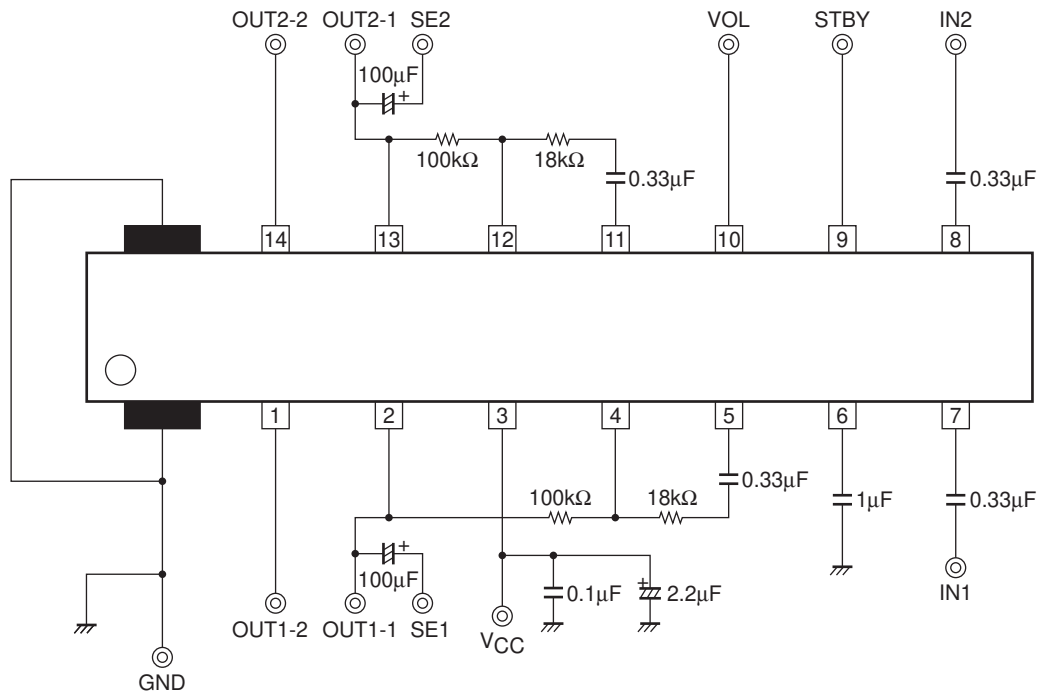 OUT2-2 OUT2-1 SE2 VOL STBY IN2
100μF
+
100kΩ 18kΩ
0.33μF 0.33μF
14 13 12 11 10 9 8
1 2 3 4 5 6 7
0.33μF
100kΩ 18kΩ 1μF 0.33μF
+
100μF
+
0.1μF 2.2μF
IN1
OUT1-2 OUT1-1 SE1
VCC
GND